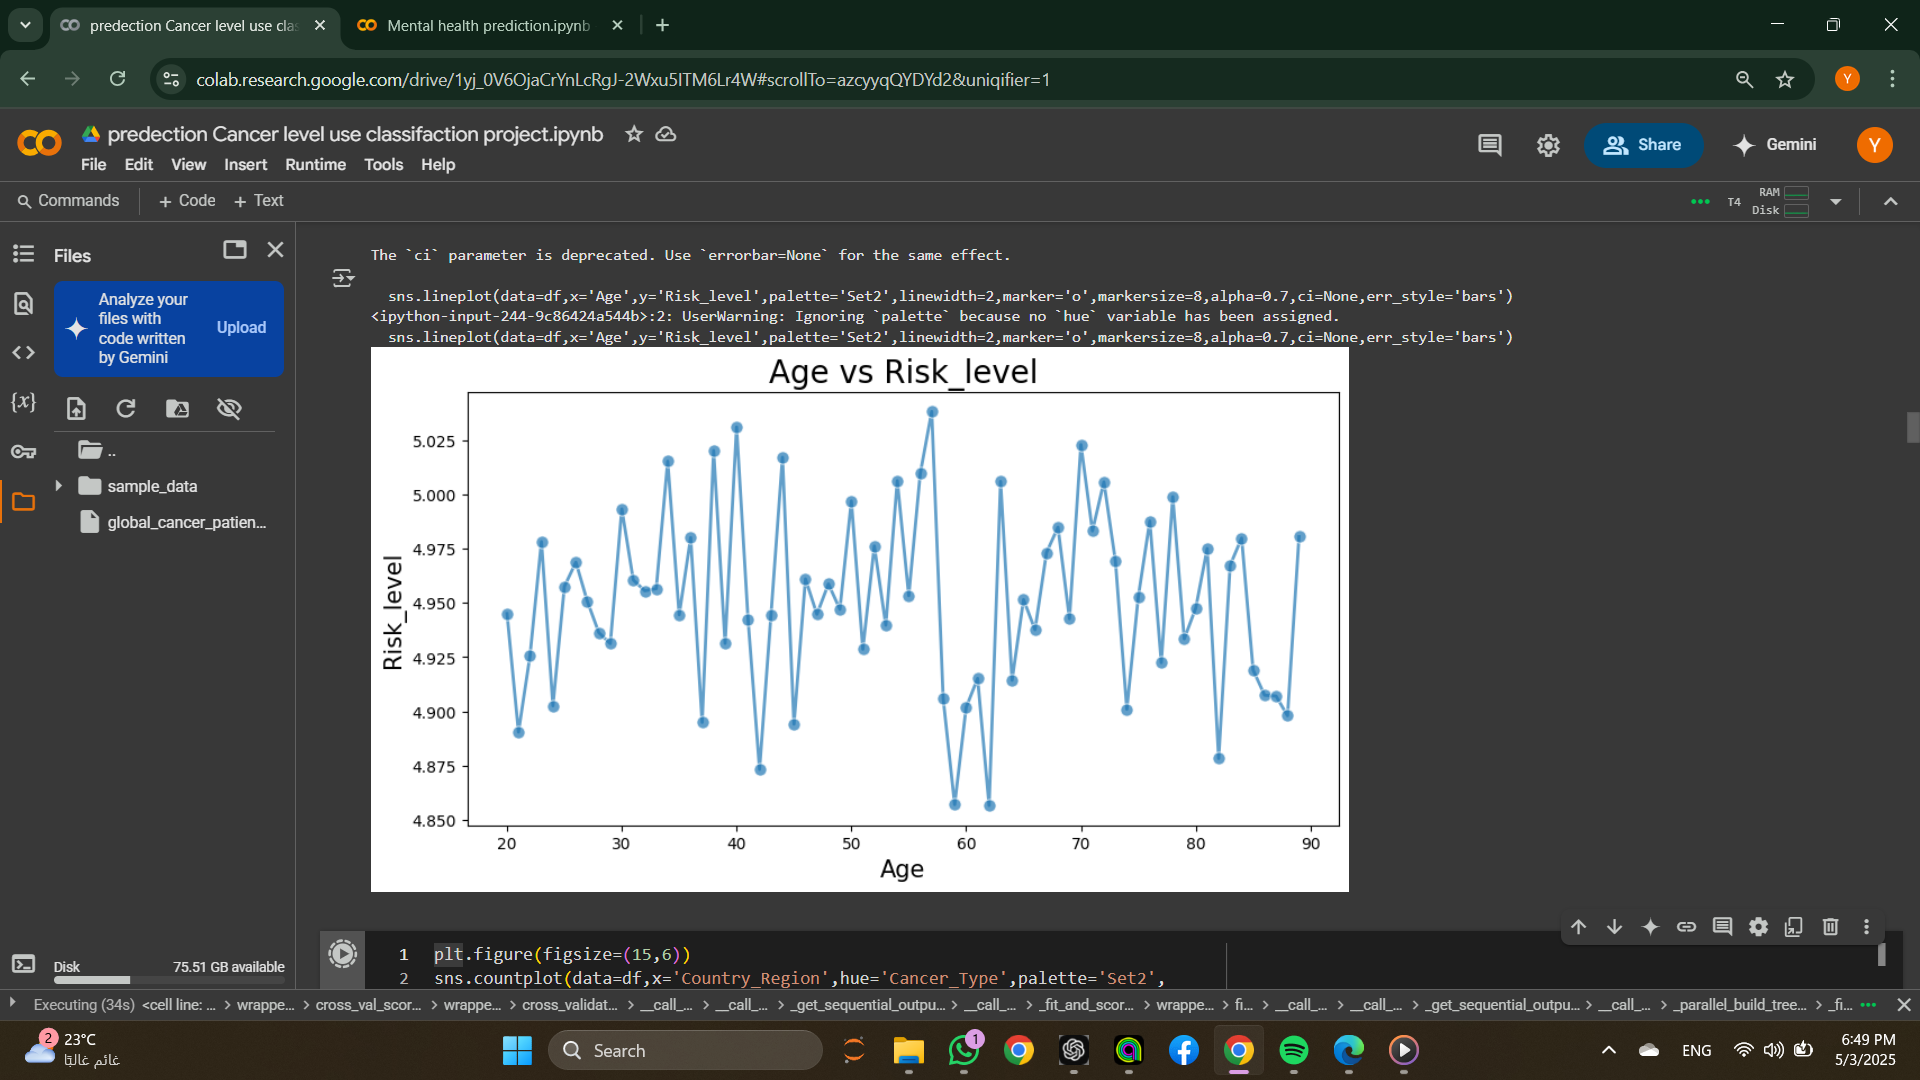 predection Cancer level use clas
Mental health prediction.ipynb
colab.research.google.com/drive/1yj_0V6OjaCrYnLcRgJ-2Wxu5ITM6Lr4W#scrollTo=azcyyqQYDYd2&uniqifier=1
Y
predection Cancer level use classifaction project.ipynb
File Edit View Insert Runtime Tools Help
Share
Gemini
Y
Commands + Code + Text
T4
RAM
Disk
Files
Analyze your
files with
code written
by Gemini
Upload
..
sample_data
global_cancer_patien...
Disk 75.51 GB available
The `ci` parameter is deprecated. Use `errorbar=None` for the same effect.
sns.lineplot(data=df,x='Age',y='Risk_level',palette='Set2',linewidth=2,marker='o',markersize=8,alpha=0.7,ci=None,err_style='bars')
<ipython-input-244-9c86424a544b>:2: UserWarning: Ignoring `palette` because no `hue` variable has been assigned.
sns.lineplot(data=df,x='Age',y='Risk_level',palette='Set2',linewidth=2,marker='o',markersize=8,alpha=0.7,ci=None,err_style='bars')
Age vs Risk_level
Risk_level
5.025
5.000
4.975
4.950
4.925
4.900
4.875
4.850
20 30 40 50 60 70 80 90
Age
1 plt.figure(figsize=(15,6))
2 sns.countplot(data=df,x='Country_Region',hue='Cancer_Type',palette='Set2',
Executing (34s) <cell line: ... > wrappe... > cross_val_scor... > wrappe... > cross_validat... > __call_... > __call_... > _get_sequential_outpu... > __call_... > _fit_and_scor... > wrappe... > fi... > __call_... > __call_... > _get_sequential_outpu... > __call_... > _parallel_build_tree... > _fi...
2
23°C
غائم غالبًا
Search
1
ENG
6:49 PM
5/3/2025